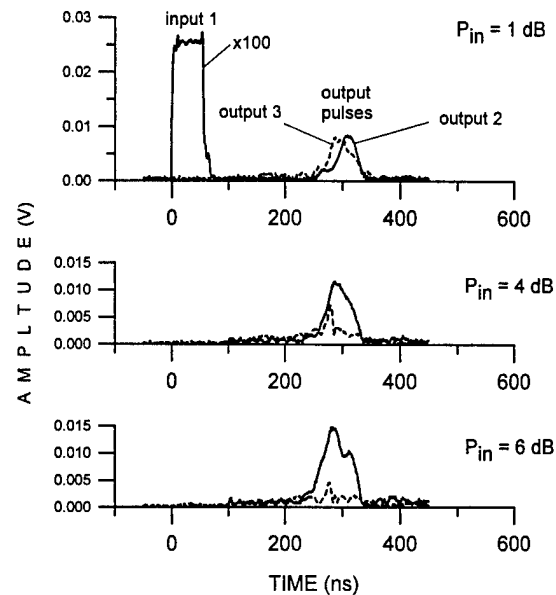 input 1
P_in = 1 dB
x100
output pulses
output 3
output 2
0.03
0.02
0.01
0.00
0
200
400
600
P_in = 4 dB
0.015
0.010
0.005
0.000
0
200
400
600
P_in = 6 dB
0.015
0.010
0.005
0.000
0
200
400
600
AMPLTUDE (V)
TIME (ns)